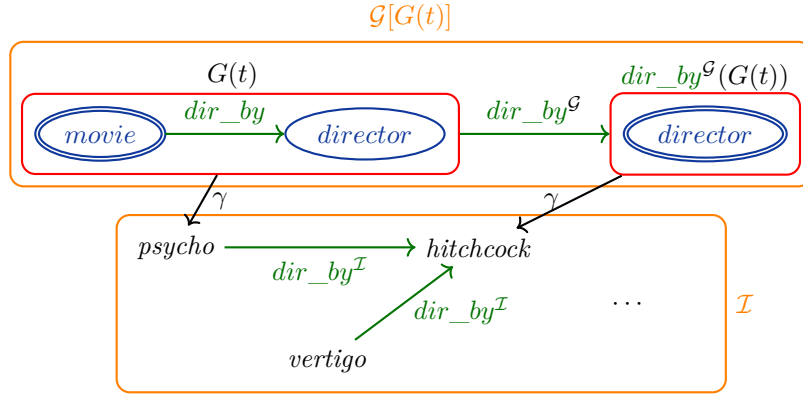 𝒢[G(t)]
G(t) dir_by^𝒢(G(t))
movie dir_by director dir_by^𝒢 director
γ γ
psycho dir_by^ℐ hitchcock
dir_by^ℐ … ℐ
vertigo